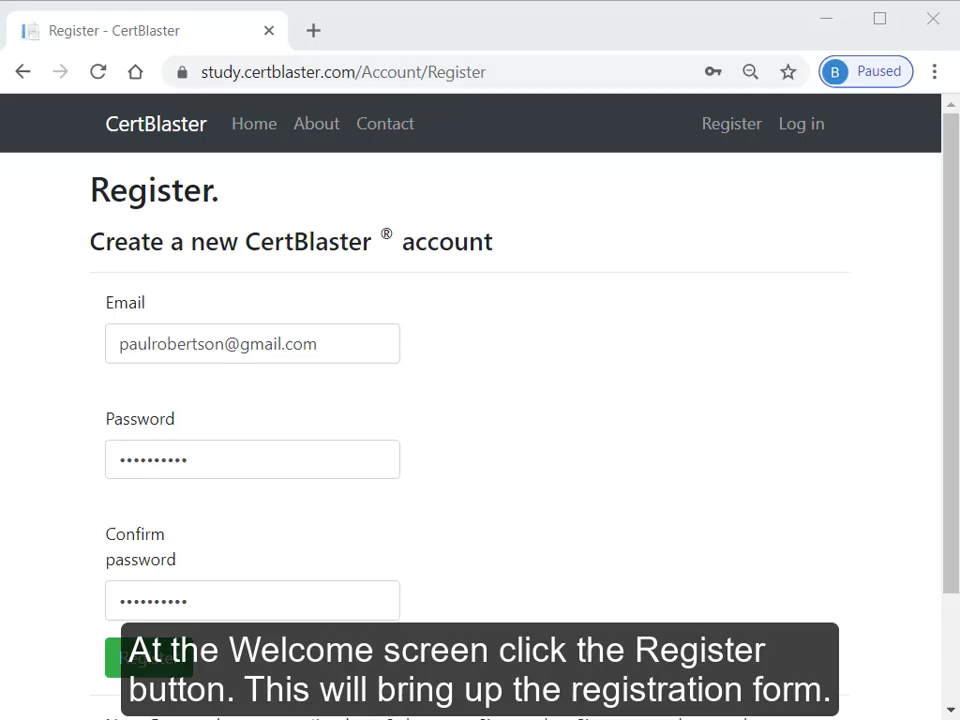 Register - CertBlaster
study.certblaster.com/Account/Register
B Paused
CertBlaster Home About Contact Register Log in
Register.
Create a new CertBlaster ® account
Email
paulrobertson@gmail.com
Password
••••••••••
Confirm
password
••••••••••
At the Welcome screen click the Register
button. This will bring up the registration form.